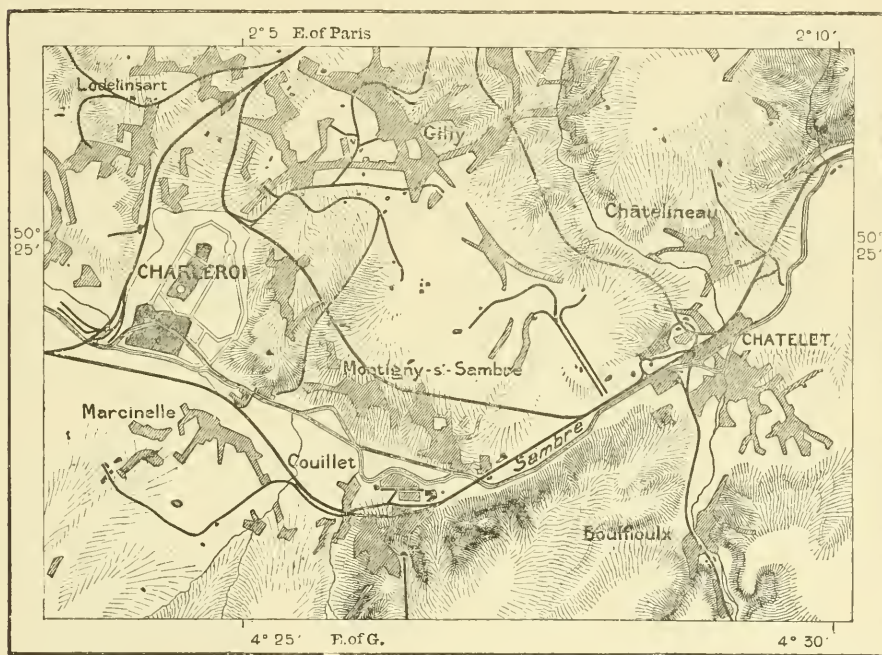 2° 5 E. of Paris 2° 10′
Lodelinsart
Gilly
Châtelineau
50° 25′
50° 25′
CHARLEROI
CHATELET
Montigny-sʳ-Sambre
Marcinelle
Sambre
Couillet
Bouffioulx
4° 25′ E. of G. 4° 30′